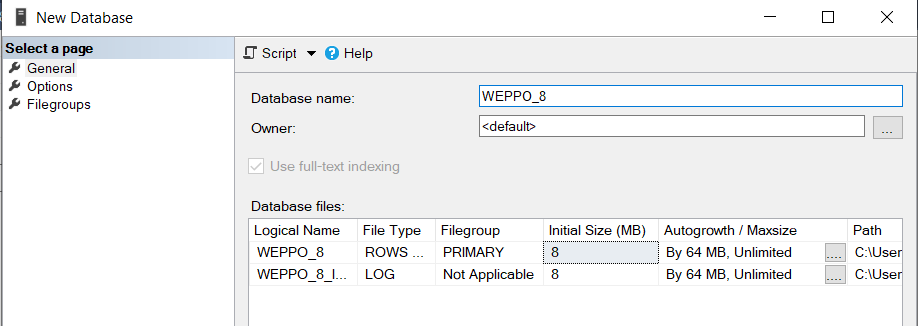 New Database
Select a page
General
Options
Filegroups
Script Help
Database name: WEPPO_8
Owner: <default> ...
Use full-text indexing
Database files:
Logical Name File Type Filegroup Initial Size (MB) Autogrowth / Maxsize Path
WEPPO_8 ROWS ... PRIMARY 8 By 64 MB, Unlimited .... C:\User
WEPPO_8_l... LOG Not Applicable 8 By 64 MB, Unlimited .... C:\User